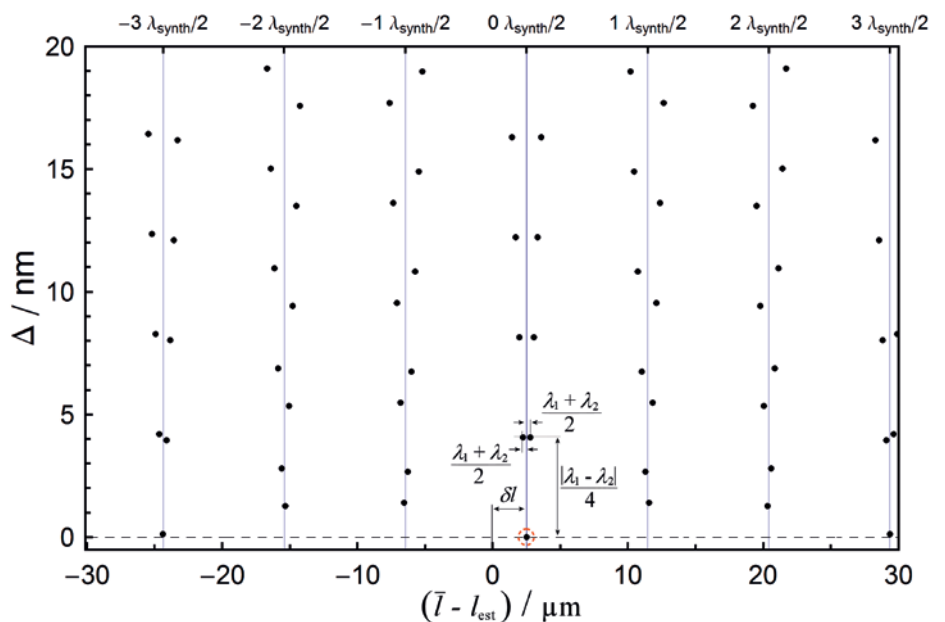 −3 λsynth/2 −2 λsynth/2 −1 λsynth/2 0 λsynth/2 1 λsynth/2 2 λsynth/2 3 λsynth/2
20
15
10
5
0
Δ / nm
λ₁ + λ₂
2
λ₁ + λ₂
2
|λ₁ - λ₂|
4
δl
−30 −20 −10 0 10 20 30
(l̅ - lest) / μm